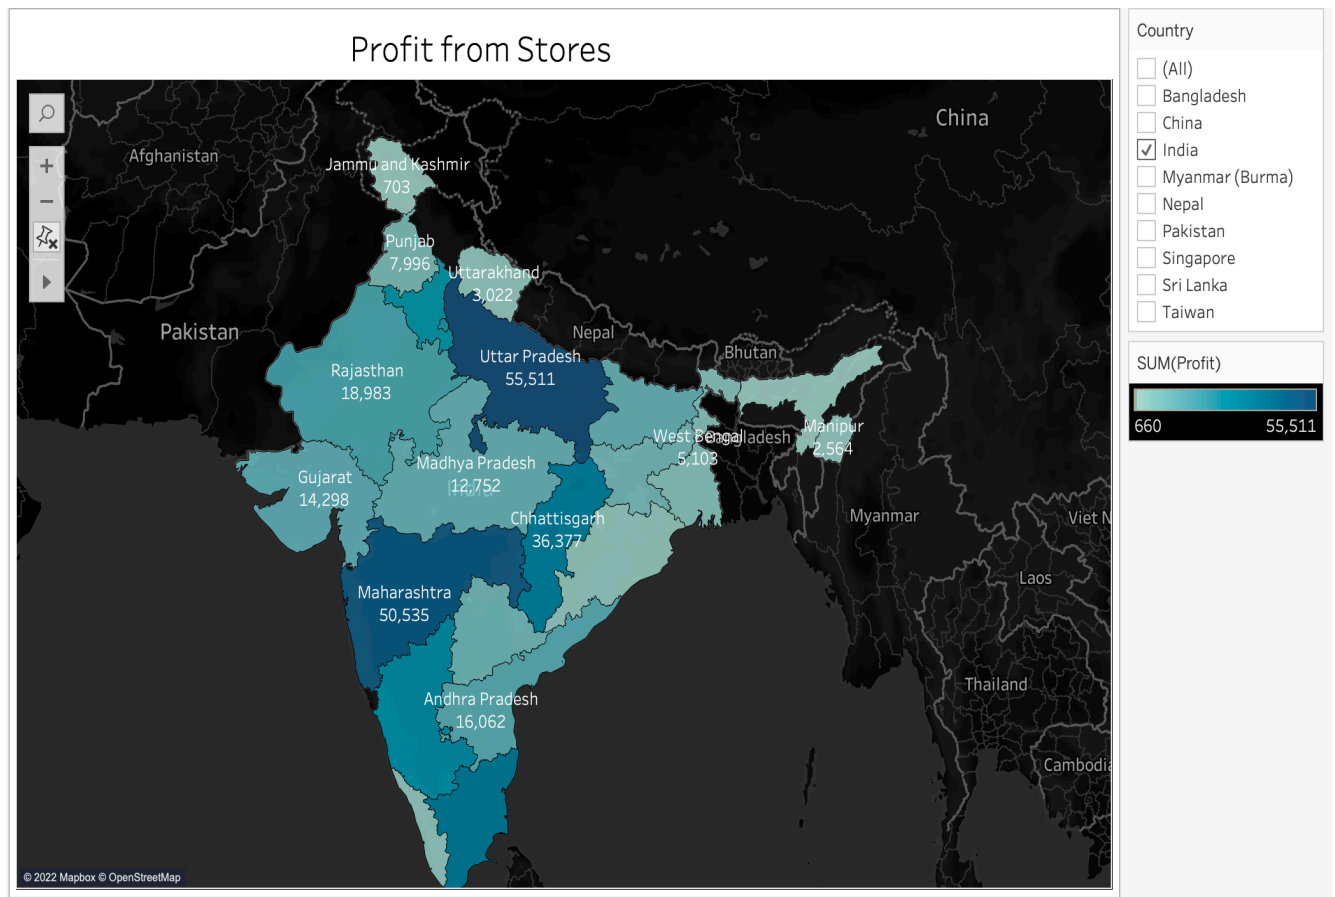 Profit from Stores
China
Afghanistan
Jammu and Kashmir
703
Punjab
7,996
Uttarakhand
3,022
Pakistan
Nepal
Bhutan
Uttar Pradesh
55,511
Rajasthan
18,983
West Bengal
5,103
Manipur
2,564
Madhya Pradesh
12,752
India
Gujarat
14,298
Chhattisgarh
36,377
Myanmar
Viet N
Laos
Maharashtra
50,535
Thailand
Andhra Pradesh
16,062
Cambodia
© 2022 Mapbox © OpenStreetMap
Country
(All)
Bangladesh
China
India
Myanmar (Burma)
Nepal
Pakistan
Singapore
Sri Lanka
Taiwan
SUM(Profit)
660 55,511